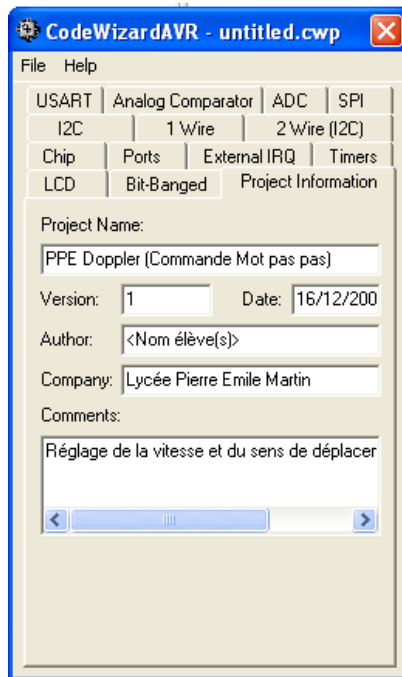 CodeWizardAVR - untitled.cwp
File Help
USART Analog Comparator ADC SPI
I2C 1 Wire 2 Wire (I2C)
Chip Ports External IRQ Timers
LCD Bit-Banged Project Information
Project Name:
PPE Doppler (Commande Mot pas pas)
Version: 1 Date: 16/12/200
Author: <Nom élève(s)>
Company: Lycée Pierre Emile Martin
Comments:
Réglage de la vitesse et du sens de déplacer